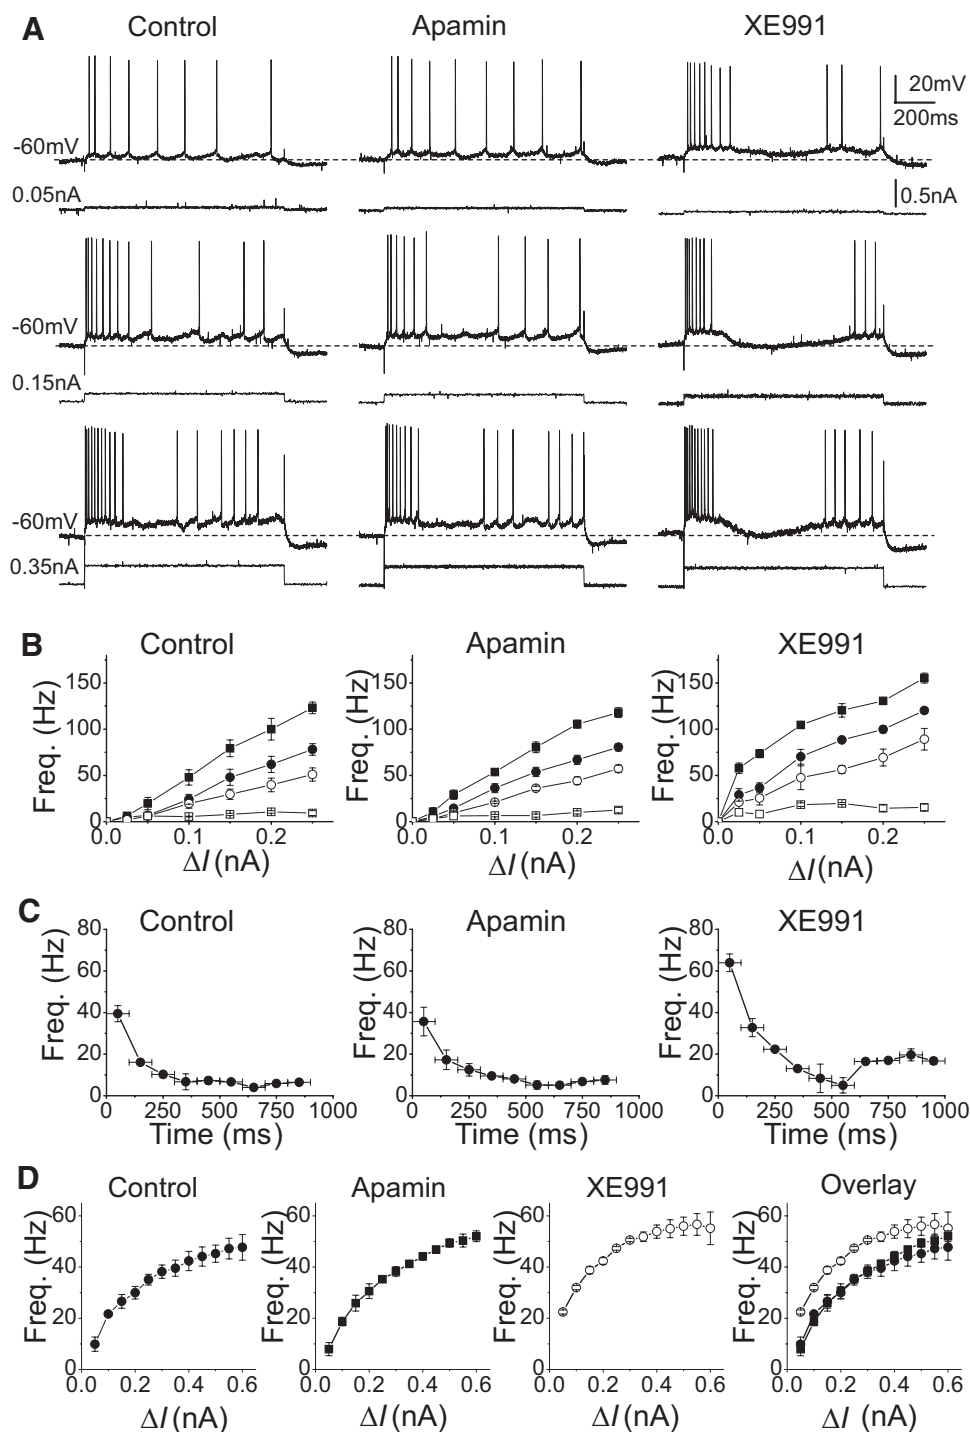 A
Control Apamin XE991
20mV
200ms
-60mV
0.05nA
0.5nA
-60mV
0.15nA
-60mV
0.35nA
B
Control Apamin XE991
Freq. (Hz) Freq. (Hz) Freq. (Hz)
150 150 150
100 100 100
50 50 50
0 0 0
0.0 0.1 0.2 0.0 0.1 0.2 0.0 0.1 0.2
ΔI (nA) ΔI (nA) ΔI (nA)
C
Control Apamin XE991
Freq. (Hz) Freq. (Hz) Freq. (Hz)
80 80 80
60 60 60
40 40 40
20 20 20
0 0 0
0 250 500 750 1000 0 250 500 750 1000 0 250 500 750 1000
Time (ms) Time (ms) Time (ms)
D
Control Apamin XE991 Overlay
Freq. (Hz) Freq. (Hz) Freq. (Hz) Freq. (Hz)
60 60 60 60
40 40 40 40
20 20 20 20
0 0 0 0
0.0 0.2 0.4 0.6 0.0 0.2 0.4 0.6 0.0 0.2 0.4 0.6 0.0 0.2 0.4 0.6
ΔI (nA) ΔI (nA) ΔI (nA) ΔI (nA)